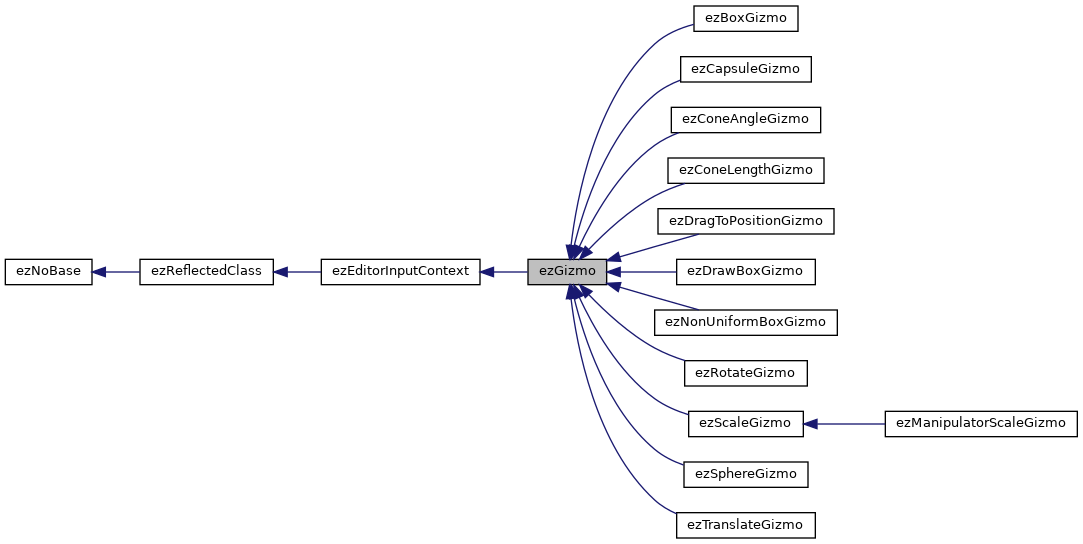 ezBoxGizmo
ezCapsuleGizmo
ezConeAngleGizmo
ezConeLengthGizmo
ezDragToPositionGizmo
ezNoBase
ezReflectedClass
ezEditorInputContext
ezGizmo
ezDrawBoxGizmo
ezNonUniformBoxGizmo
ezRotateGizmo
ezScaleGizmo
ezManipulatorScaleGizmo
ezSphereGizmo
ezTranslateGizmo